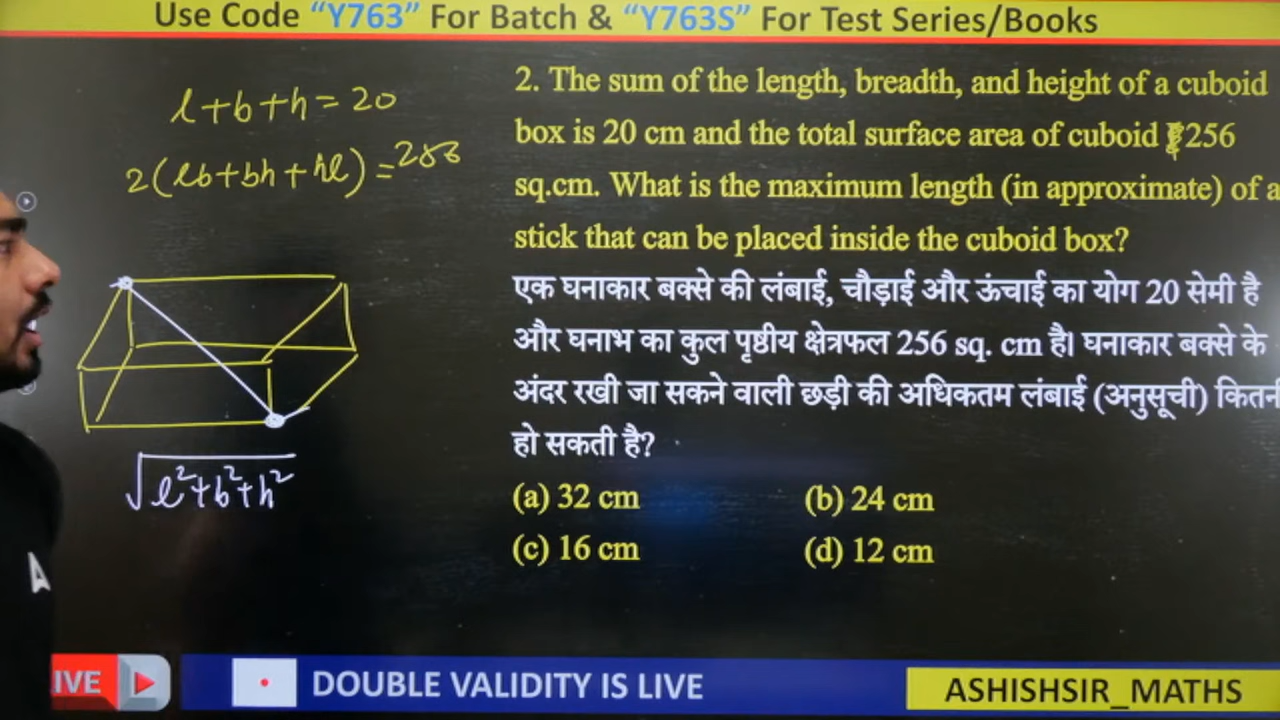 Use Code “Y763” For Batch & “Y763S” For Test Series/Books
l+b+h=20
2(lb+bh+hl)=256
√l²+b²+h²
2. The sum of the length, breadth, and height of a cuboid
box is 20 cm and the total surface area of cuboid 256
sq.cm. What is the maximum length (in approximate) of a
stick that can be placed inside the cuboid box?
एक घनाकार बक्से की लंबाई, चौड़ाई और ऊंचाई का योग 20 सेमी है
और घनाभ का कुल पृष्ठीय क्षेत्रफल 256 sq. cm है। घनाकार बक्से के
अंदर रखी जा सकने वाली छड़ी की अधिकतम लंबाई (अनुसूची) कितनी
हो सकती है?
(a) 32 cm (b) 24 cm
(c) 16 cm (d) 12 cm
A
IVE
DOUBLE VALIDITY IS LIVE
ASHISHSIR_MATHS